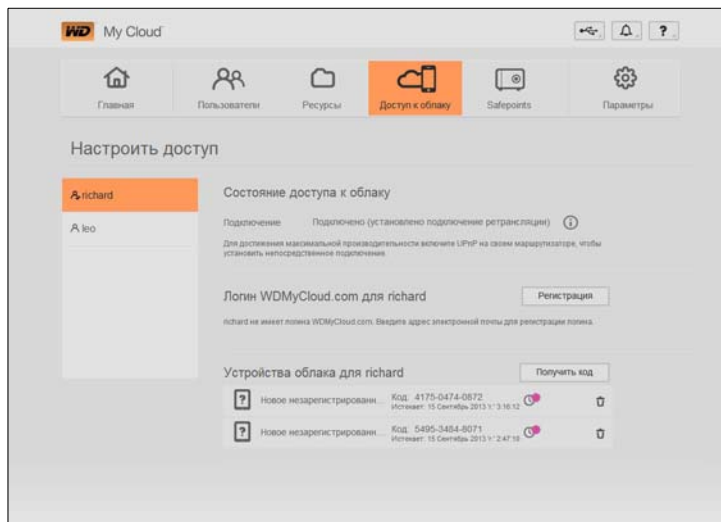 WD My Cloud
?
Главная
Пользователи
Ресурсы
Доступ к облаку
Safepoints
Параметры
Настроить доступ
richard
leo
Состояние доступа к облаку
Подключение Подключено (установлено подключение ретрансляции)
Для достижения максимальной производительности включите UPnP на своем маршрутизаторе, чтобы
установить непосредственное подключение.
Логин WDMyCloud.com для richard
Регистрация
richard не имеет логина WDMyCloud.com. Введите адрес электронной почты для регистрации логина.
Устройства облака для richard
Получить код
? Новое незарегистрированн... Код: 4175-0474-0872
Истекает: 15 Сентябрь 2013 г.' 3:16:12
? Новое незарегистрированн... Код: 5495-3484-8071
Истекает: 15 Сентябрь 2013 г.' 2:47:18